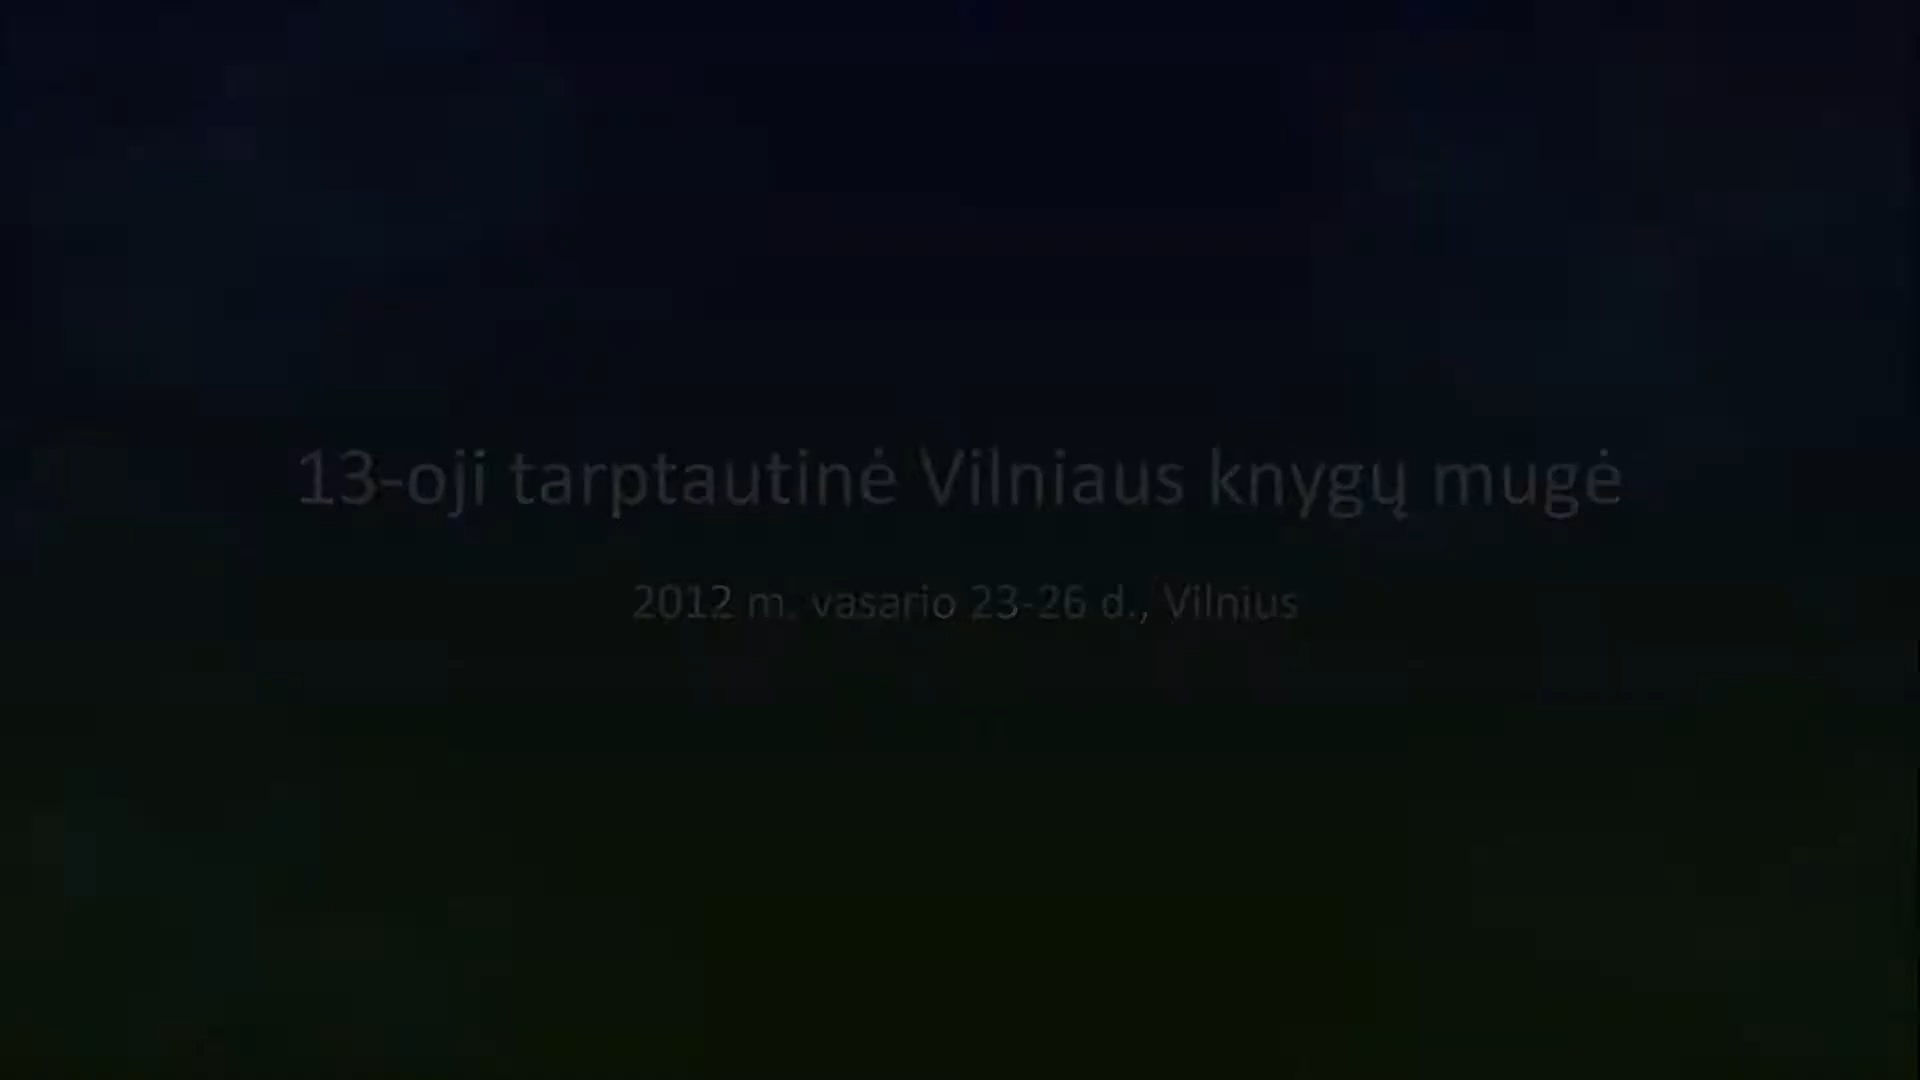 13-oji tarptautinė Vilniaus knygų mugė
2012 m. vasario 23-26 d., Vilnius